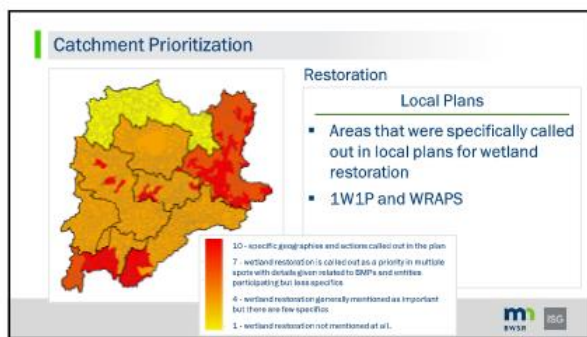 Catchment Prioritization
Restoration
Local Plans
▪ Areas that were specifically called
out in local plans for wetland
restoration
▪ 1W1P and WRAPS
10 - specific geographies and actions called out in the plan
7 - wetland restoration is called out as a priority in multiple
spots with details given related to BMPs and entities
participating but less specifics
4 - wetland restoration generally mentioned as important
but there are few specifics
1 - wetland restoration not mentioned at all.
mn
BWSR
ISG